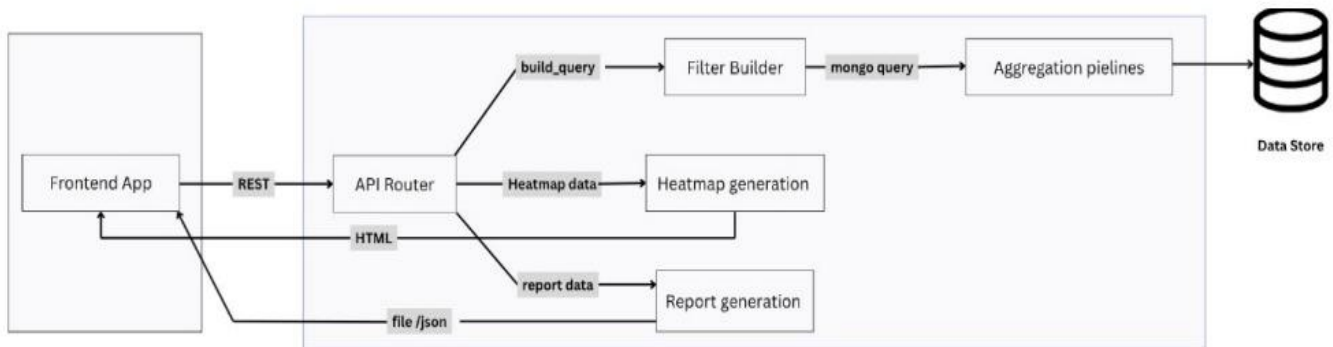 build_query
Filter Builder
mongo query
Aggregation pielines
Data Store
Frontend App
REST
API Router
Heatmap data
Heatmap generation
HTML
report data
Report generation
file /json